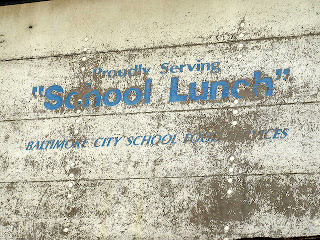 Proudly Serving
"School Lunch"
BALTIMORE CITY SCHOOL FOOD SERVICES